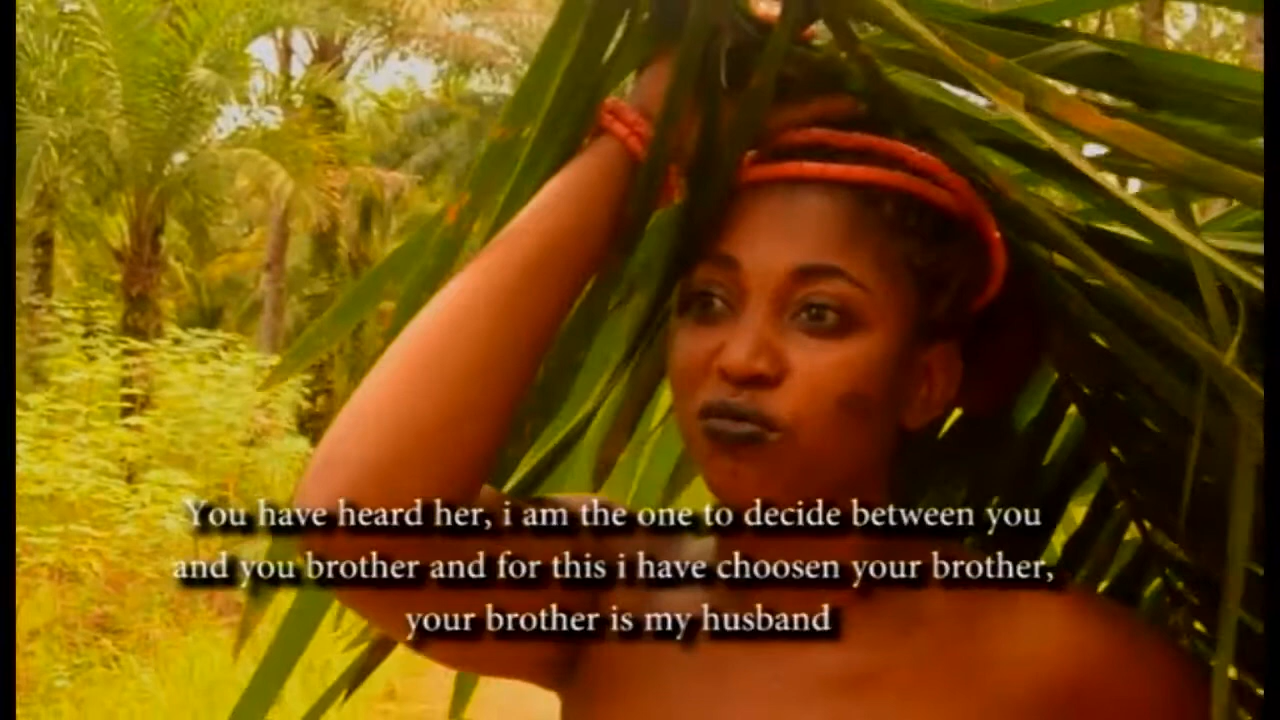 You have heard her, i am the one to decide between you
and you brother and for this i have choosen your brother,
your brother is my husband